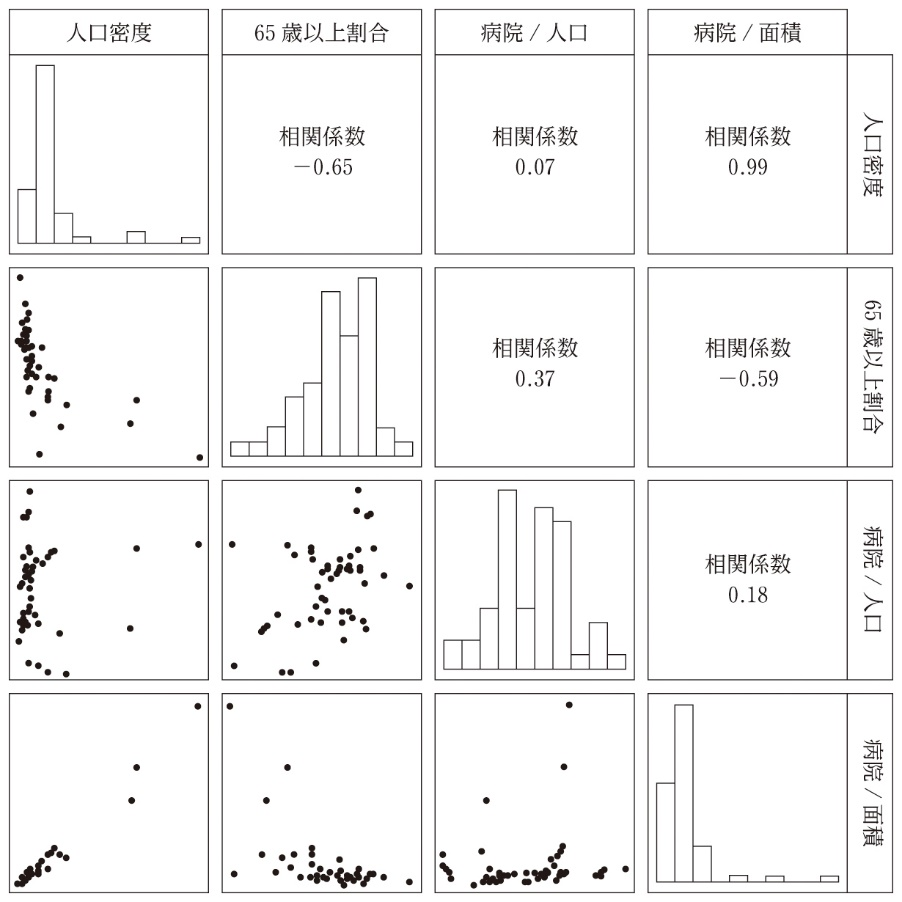 人口密度
65 歳以上割合
病院 / 人口
病院 / 面積
相関係数
−0.65
相関係数
0.07
相関係数
0.99
人口密度
相関係数
0.37
相関係数
−0.59
65 歳以上割合
相関係数
0.18
病院 / 人口
病院 / 面積